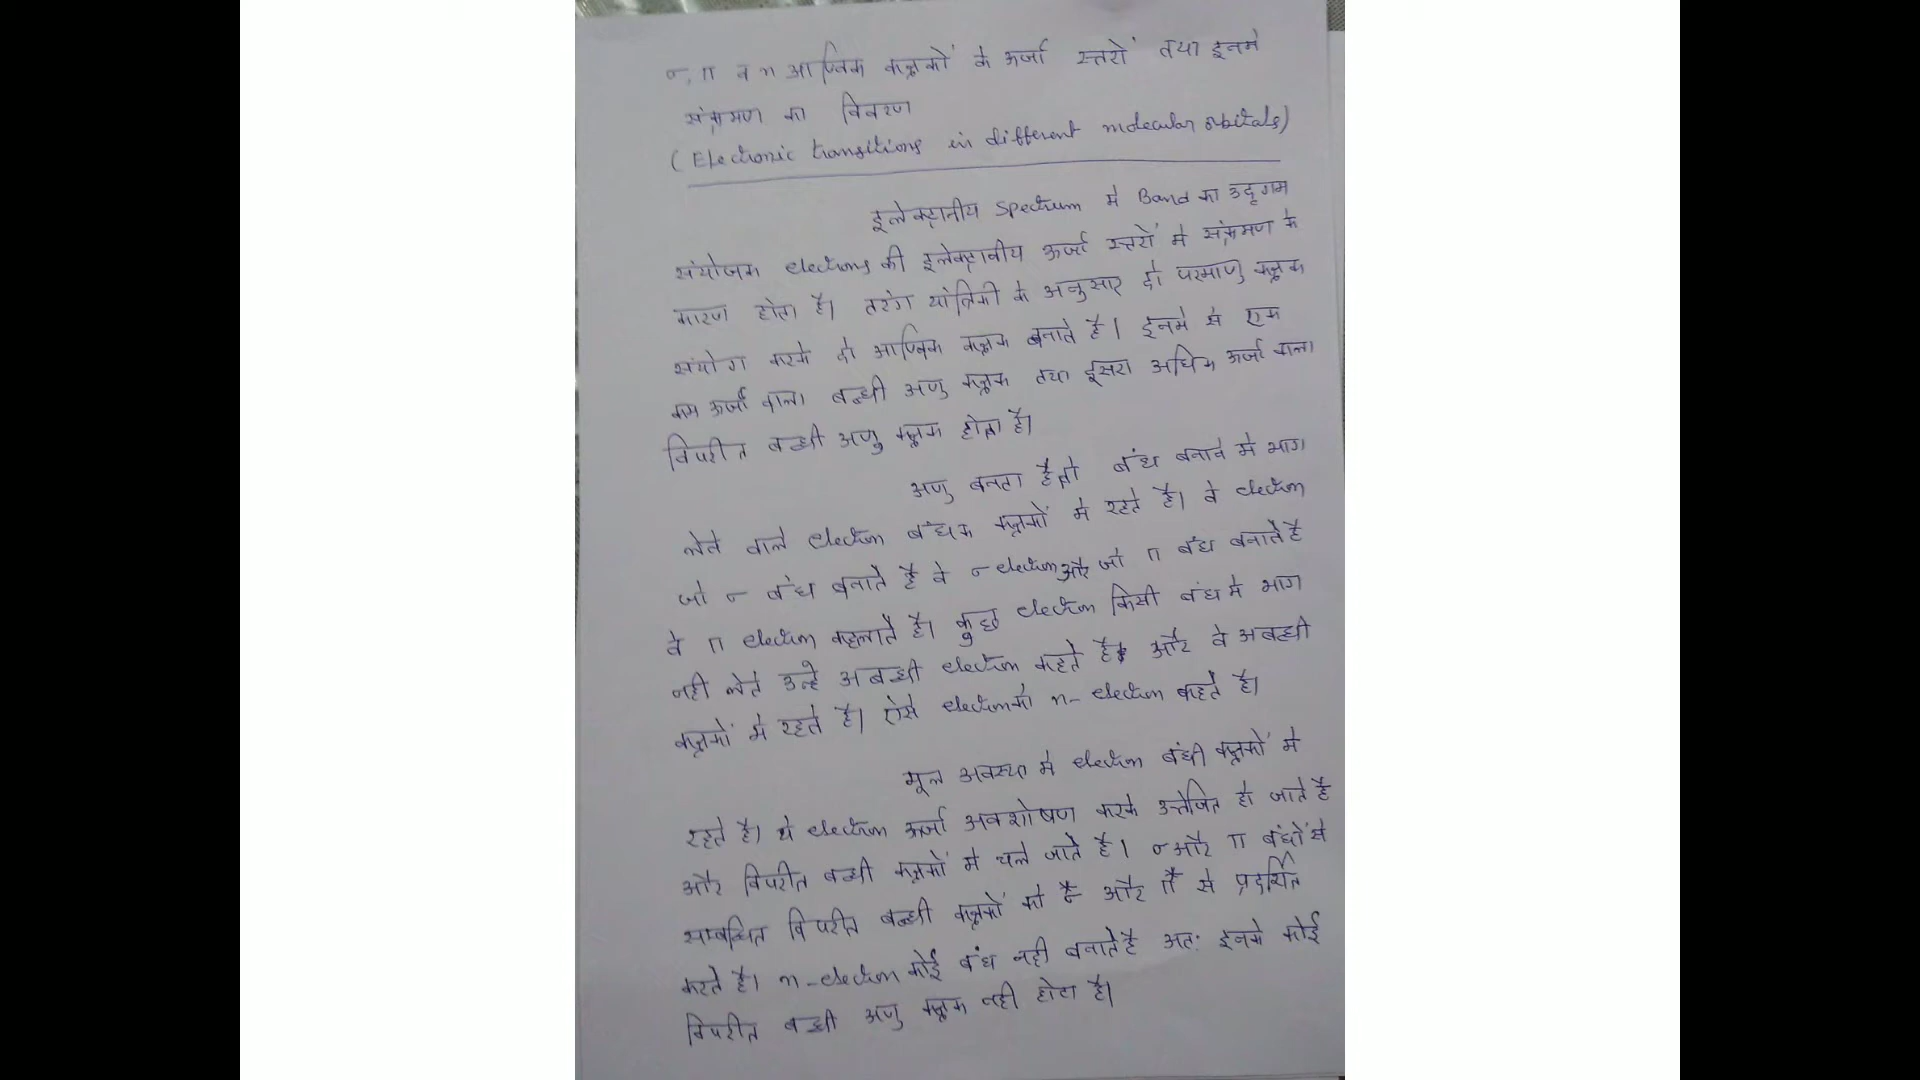 σ, π व n आण्विक कक्षकों के ऊर्जा स्तरों तथा इनमे
संक्रमण का विवरण
(Electronic transitions in different molecular orbitals)
इलेक्ट्रानीय Spectrum मे Band का उद्गम
संयोजक electrons की इलेक्ट्रानीय ऊर्जा स्तरों मे संक्रमण के
कारण होता है। तरंग यांत्रिकी के अनुसार दो परमाणु कक्षक
संयोग करके दो आण्विक कक्षक बनाते है। इनमे से एक
कम ऊर्जा वाला बन्धी अणु कक्षक तथा दूसरा अधिक ऊर्जा वाला
विपरीत बन्धी अणु कक्षक होता है।
अणु बनता है तो बंध बनाने मे भाग
लेने वाले electron बंधक कक्षकों मे रहते है। वे electron
जो σ बंध बनाते है वे σ electron और जो π बंध बनाते है
वे π electron कहलाते है। कुछ electron किसी बंध मे भाग
नही लेते उन्हे अबन्धी electron कहते है और वे अबन्धी
कक्षकों मे रहते है। ऐसे electron को n- electron कहते है।
मूल अवस्था मे electron बंधी कक्षकों मे
रहते है। ये electron ऊर्जा अवशोषण करके उत्तेजित हो जाते है
और विपरीत बन्धी कक्षकों मे चले जाते है। σ और π बंधों से
सम्बन्धित विपरीत बन्धी कक्षकों को σ* और π* से प्रदर्शित
करते है। n-electron कोई बंध नही बनाते है अत: इनके कोई
विपरीत बन्धी अणु कक्षक नही होता है।